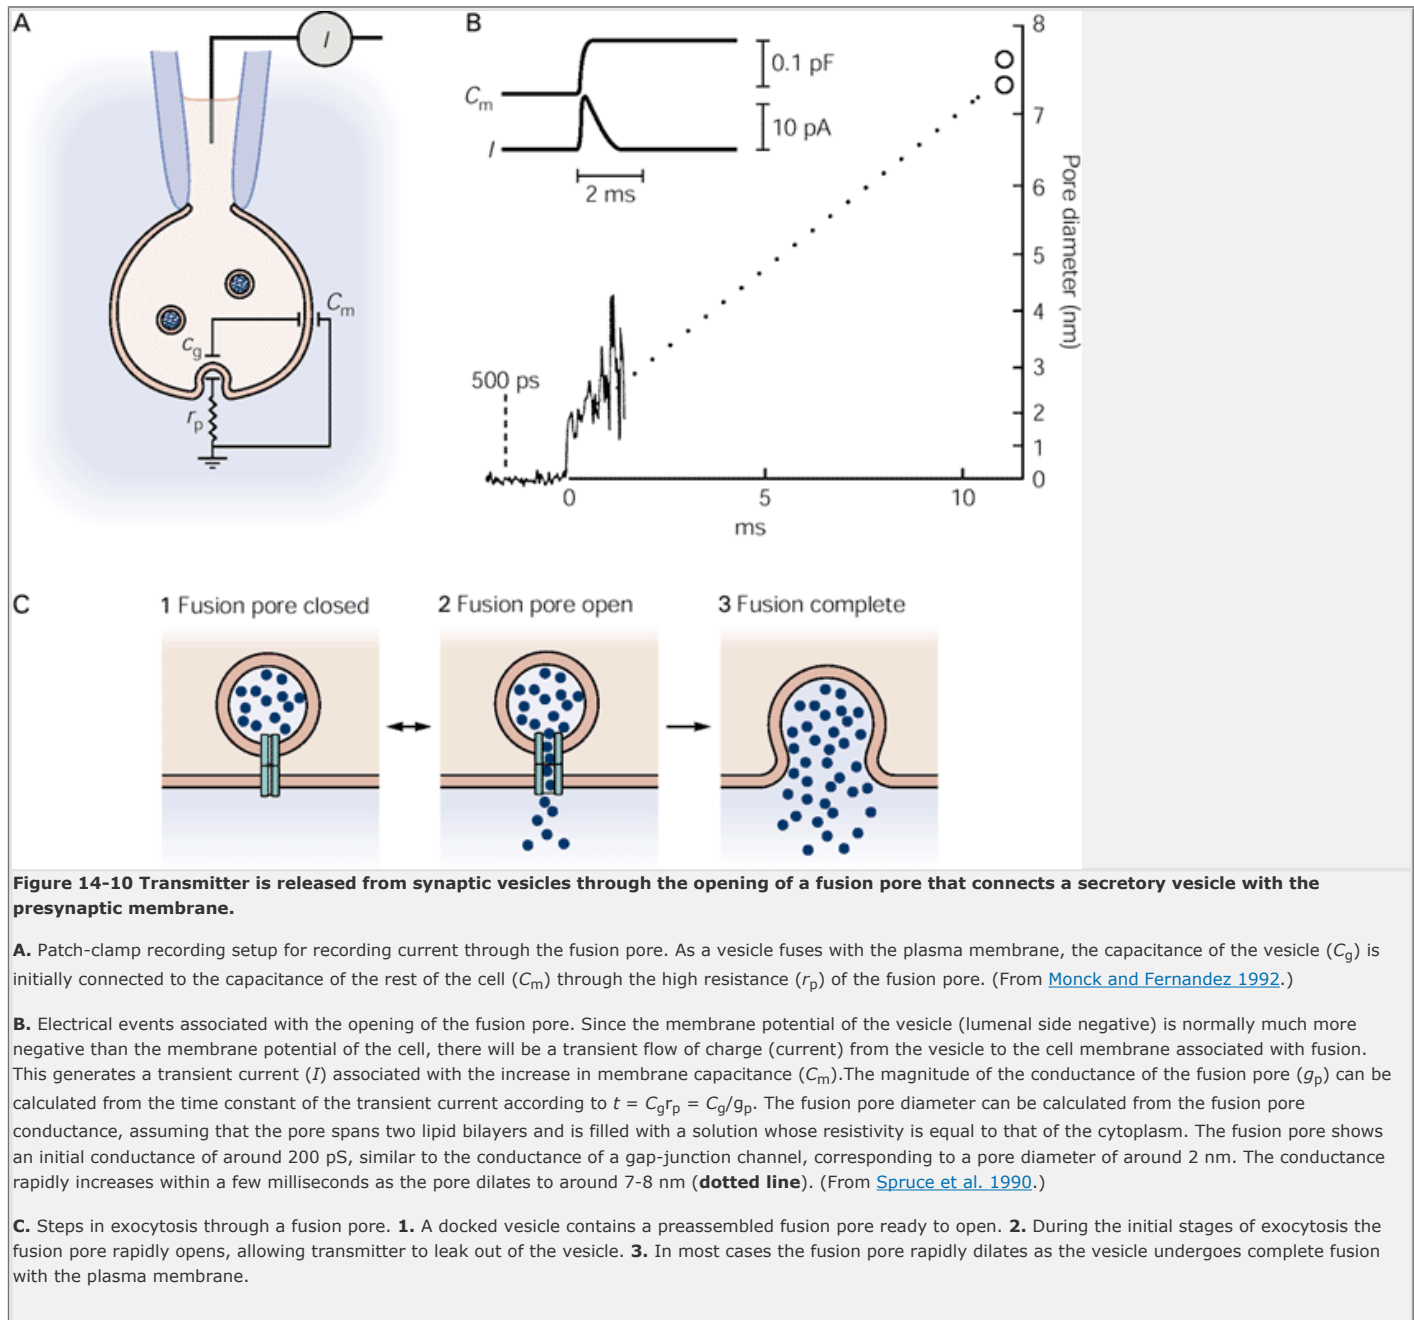 A
I
B
8
0.1 pF
Cm
7
10 pA
I
2 ms
6
5
Pore diameter (nm)
4
Cm
cg
3
500 ps
2
rp
1
0
0 5 10
ms
C
1 Fusion pore closed 2 Fusion pore open 3 Fusion complete
Figure 14-10 Transmitter is released from synaptic vesicles through the opening of a fusion pore that connects a secretory vesicle with the
presynaptic membrane.
A. Patch-clamp recording setup for recording current through the fusion pore. As a vesicle fuses with the plasma membrane, the capacitance of the vesicle (Cg) is
initially connected to the capacitance of the rest of the cell (Cm) through the high resistance (rp) of the fusion pore. (From Monck and Fernandez 1992.)
B. Electrical events associated with the opening of the fusion pore. Since the membrane potential of the vesicle (lumenal side negative) is normally much more
negative than the membrane potential of the cell, there will be a transient flow of charge (current) from the vesicle to the cell membrane associated with fusion.
This generates a transient current (I) associated with the increase in membrane capacitance (Cm).The magnitude of the conductance of the fusion pore (gp) can be
calculated from the time constant of the transient current according to t = Cgrp = Cg/gp. The fusion pore diameter can be calculated from the fusion pore
conductance, assuming that the pore spans two lipid bilayers and is filled with a solution whose resistivity is equal to that of the cytoplasm. The fusion pore shows
an initial conductance of around 200 pS, similar to the conductance of a gap-junction channel, corresponding to a pore diameter of around 2 nm. The conductance
rapidly increases within a few milliseconds as the pore dilates to around 7-8 nm (dotted line). (From Spruce et al. 1990.)
C. Steps in exocytosis through a fusion pore. 1. A docked vesicle contains a preassembled fusion pore ready to open. 2. During the initial stages of exocytosis the
fusion pore rapidly opens, allowing transmitter to leak out of the vesicle. 3. In most cases the fusion pore rapidly dilates as the vesicle undergoes complete fusion
with the plasma membrane.